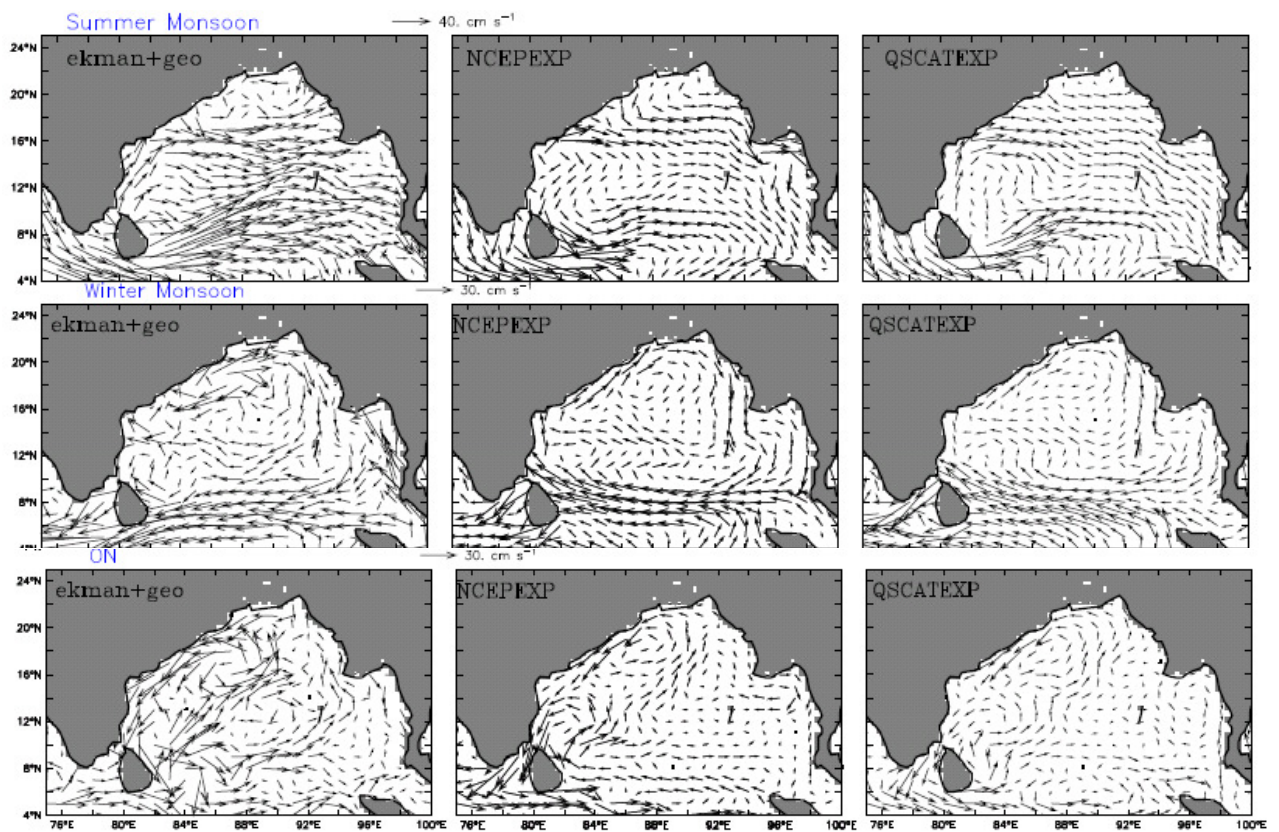 Summer Monsoon 40. cm s⁻¹
24°N
20°N
16°N
12°N
8°N
4°N
ekman+geo NCEPEXP QSCATEXP
Winter Monsoon 30. cm s⁻¹
24°N
20°N
16°N
12°N
8°N
4°N
ekman+geo NCEPEXP QSCATEXP
ON 30. cm s⁻¹
24°N
20°N
16°N
12°N
8°N
4°N
ekman+geo NCEPEXP QSCATEXP
76°E 80°E 84°E 88°E 92°E 96°E 100°E 76°E 80°E 84°E 88°E 92°E 96°E 100°E 76°E 80°E 84°E 88°E 92°E 96°E 100°E